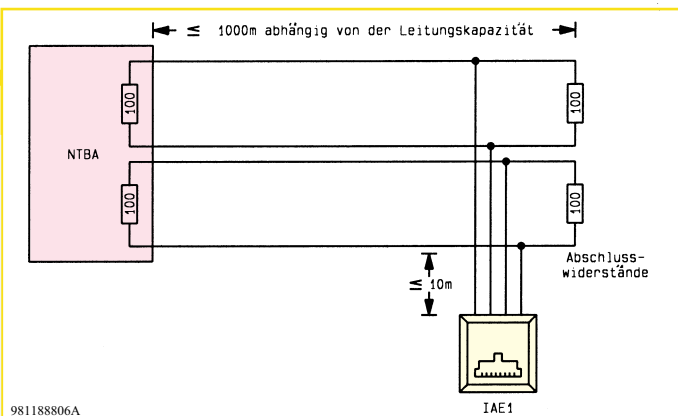 ≤ 1000m abhängig von der Leitungskapazität
100
100
NTBA
100
100
Abschluss-
widerstände
≤ 10m
IAE1
981188806A